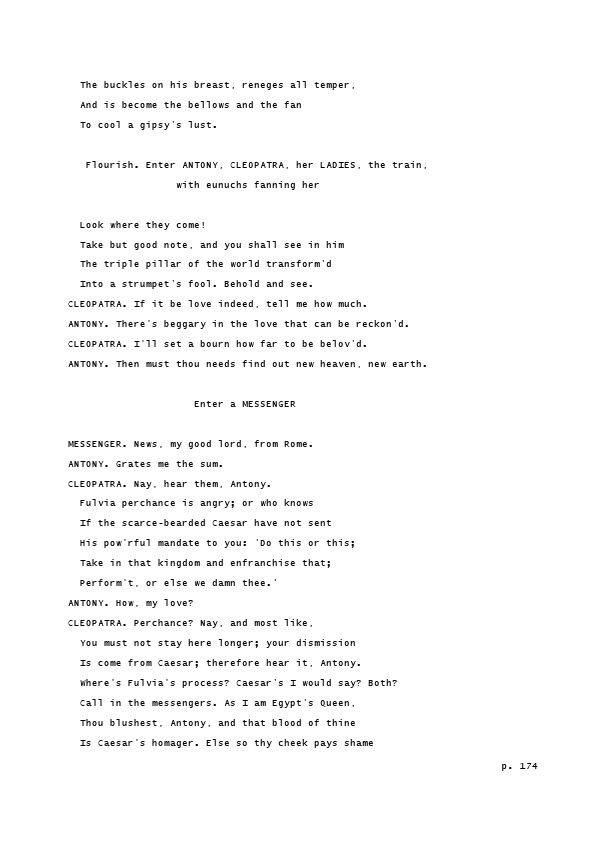 The buckles on his breast, reneges all temper,
And is become the bellows and the fan
To cool a gipsy's lust.
Flourish. Enter ANTONY, CLEOPATRA, her LADIES, the train,
with eunuchs fanning her
Look where they come!
Take but good note, and you shall see in him
The triple pillar of the world transform'd
Into a strumpet's fool. Behold and see.
CLEOPATRA. If it be love indeed, tell me how much.
ANTONY. There's beggary in the love that can be reckon'd.
CLEOPATRA. I'll set a bourn how far to be belov'd.
ANTONY. Then must thou needs find out new heaven, new earth.
Enter a MESSENGER
MESSENGER. News, my good lord, from Rome.
ANTONY. Grates me the sum.
CLEOPATRA. Nay, hear them, Antony.
Fulvia perchance is angry; or who knows
If the scarce-bearded Caesar have not sent
His pow'rful mandate to you: 'Do this or this;
Take in that kingdom and enfranchise that;
Perform't, or else we damn thee.'
ANTONY. How, my love?
CLEOPATRA. Perchance? Nay, and most like,
You must not stay here longer; your dismission
Is come from Caesar; therefore hear it, Antony.
Where's Fulvia's process? Caesar's I would say? Both?
Call in the messengers. As I am Egypt's Queen,
Thou blushest, Antony, and that blood of thine
Is Caesar's homager. Else so thy cheek pays shame
p. 174